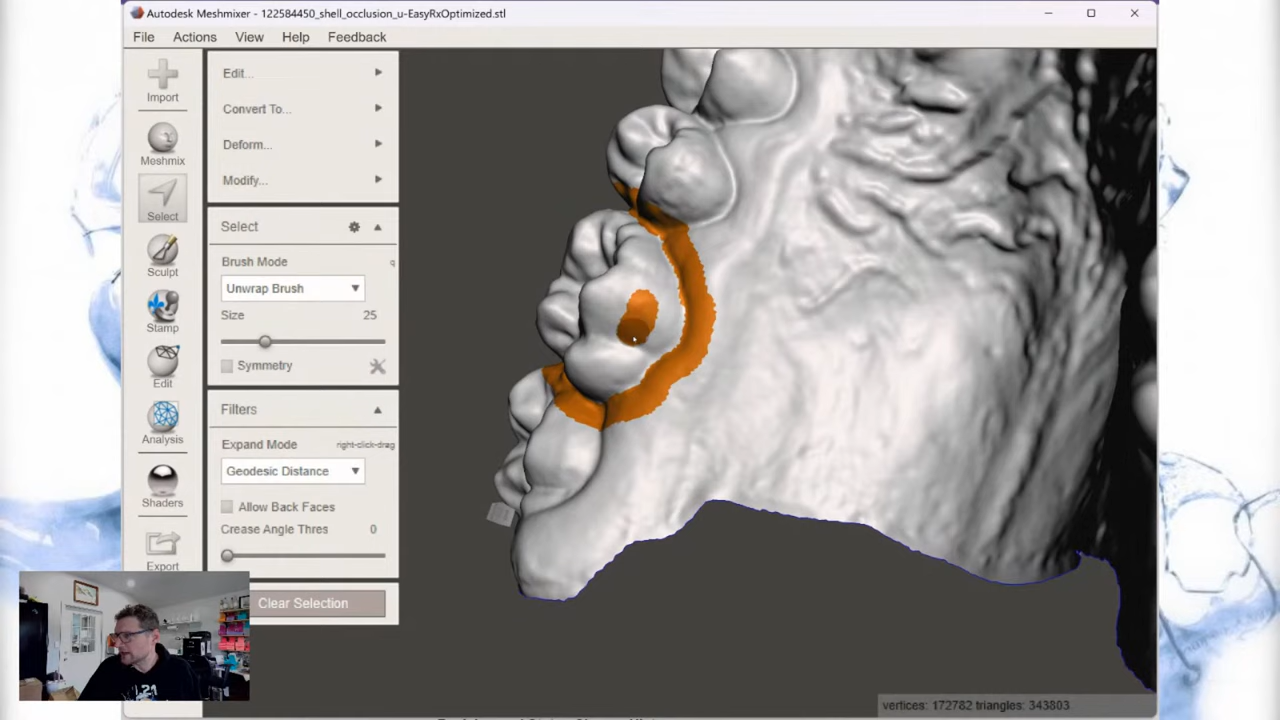 Autodesk Meshmixer - 122584450_shell_occlusion_u-EasyRxOptimized.stl
File Actions View Help Feedback
Import
Meshmix
Select
Sculpt
Stamp
Edit
Analysis
Shaders
Export
Edit...
Convert To...
Deform...
Modify...
Select
Brush Mode q
Unwrap Brush
Size 25
Symmetry
Filters
Expand Mode right-click-drag
Geodesic Distance
Allow Back Faces
Crease Angle Thres 0
Clear Selection
vertices: 172782 triangles: 343803